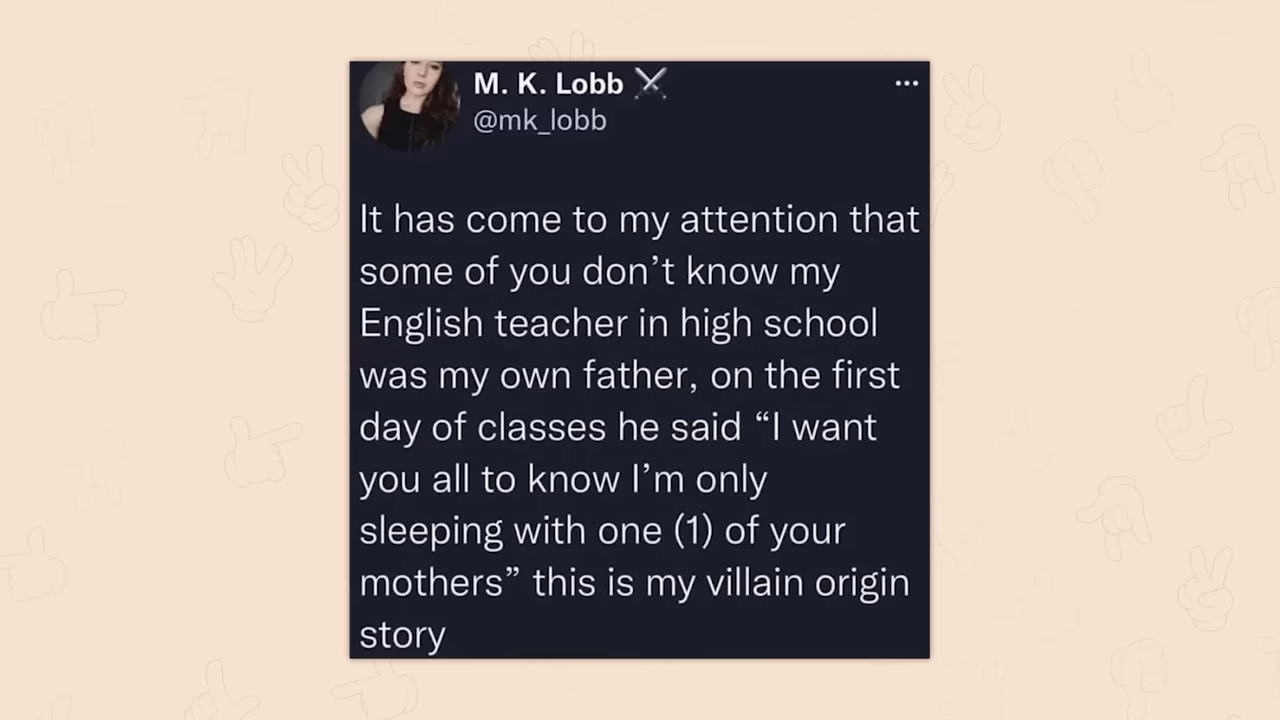 M. K. Lobb ⚔
@mk_lobb
It has come to my attention that
some of you don’t know my
English teacher in high school
was my own father, on the first
day of classes he said “I want
you all to know I’m only
sleeping with one (1) of your
mothers” this is my villain origin
story